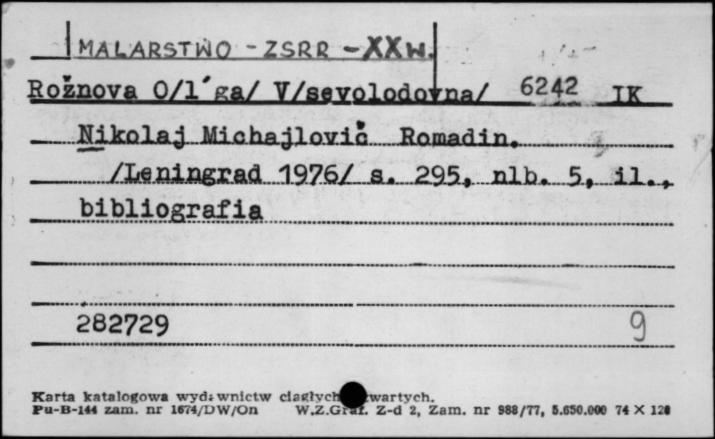 MALARSTWO - ZSRR - XX w.
Rožnova O/l´ga/ V/sevolodovna/ 6242 IK
Nikolaj Michajlovič Romadin.
/Leningrad 1976/ s. 295, nlb. 5, il.,
bibliografia
282729 9
Karta katalogowa wydawnictw ciągłych zwartych.
Pu-B-144 zam. nr 1674/DW/On W.Z.Graf. Z-d 2, Zam. nr 988/77, 5.650.000 74 X 120